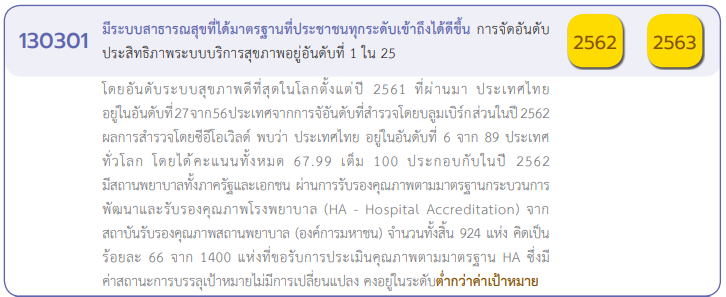 130301
มีระบบสาธารณสุขที่ได้มาตรฐานที่ประชาชนทุกระดับเข้าถึงได้ดีขึ้น การจัดอันดับ
ประสิทธิภาพระบบบริการสุขภาพอยู่อันดับที่ 1 ใน 25
2562
2563
โดยอันดับระบบสุขภาพดีที่สุดในโลกตั้งแต่ปี 2561 ที่ผ่านมา ประเทศไทย
อยู่ในอันดับที่27จาก56ประเทศจากการจัอันดับที่สำรวจโดยบลูมเบิร์กส่วนในปี2562
ผลการสำรวจโดยซีอีโอเวิลด์ พบว่า ประเทศไทย อยู่ในอันดับที่ 6 จาก 89 ประเทศ
ทั่วโลก โดยได้คะแนนทั้งหมด 67.99 เต็ม 100 ประกอบกับในปี 2562
มีสถานพยาบาลทั้งภาครัฐและเอกชน ผ่านการรับรองคุณภาพตามมาตรฐานกระบวนการ
พัฒนาและรับรองคุณภาพโรงพยาบาล (HA - Hospital Accreditation) จาก
สถาบันรับรองคุณภาพสถานพยาบาล (องค์การมหาชน) จำนวนทั้งสิ้น 924 แห่ง คิดเป็น
ร้อยละ 66 จาก 1400 แห่งที่ขอรับการประเมินคุณภาพตามมาตรฐาน HA ซึ่งมี
ค่าสถานะการบรรลุเป้าหมายไม่มีการเปลี่ยนแปลง คงอยู่ในระดับต่ำกว่าค่าเป้าหมาย